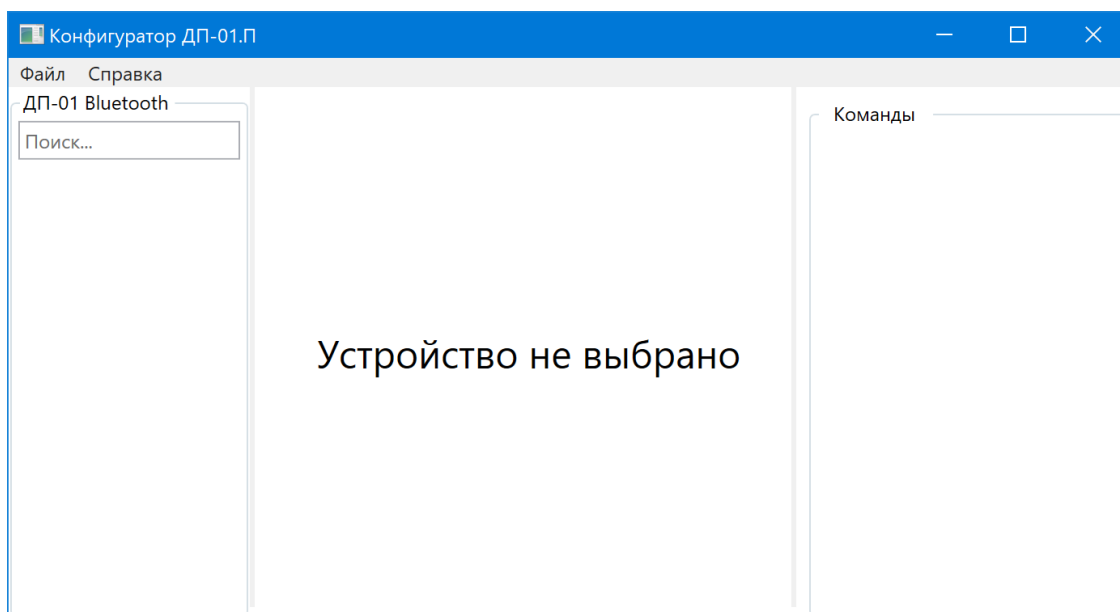 Конфигуратор ДП-01.П
Файл Справка
ДП-01 Bluetooth
Поиск...
Устройство не выбрано
Команды